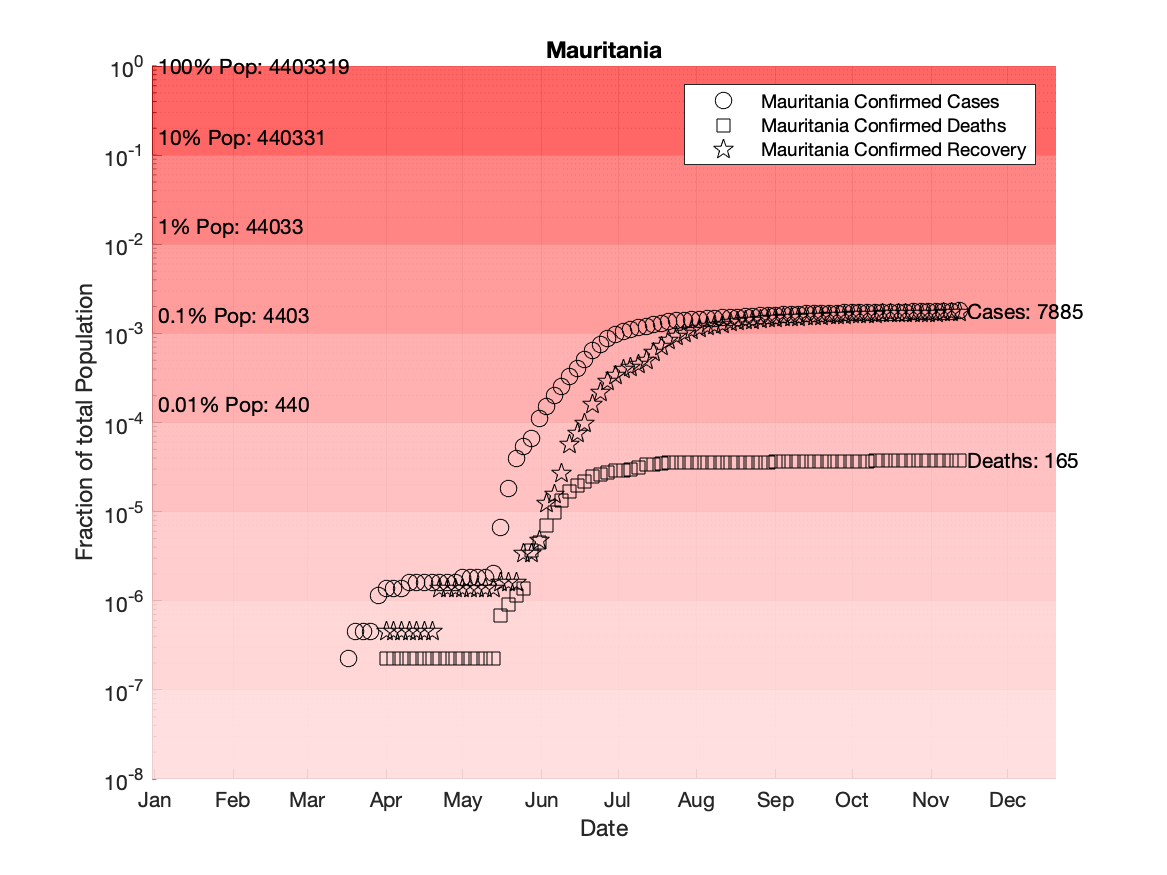 Mauritania
10^0
100% Pop: 4403319
Mauritania Confirmed Cases
10% Pop: 440331
Mauritania Confirmed Deaths
Mauritania Confirmed Recovery
10^-1
1% Pop: 44033
10^-2
0.1% Pop: 4403
Cases: 7885
10^-3
0.01% Pop: 440
10^-4
Deaths: 165
10^-5
10^-6
10^-7
10^-8
Fraction of total Population
Jan Feb Mar Apr May Jun Jul Aug Sep Oct Nov Dec
Date